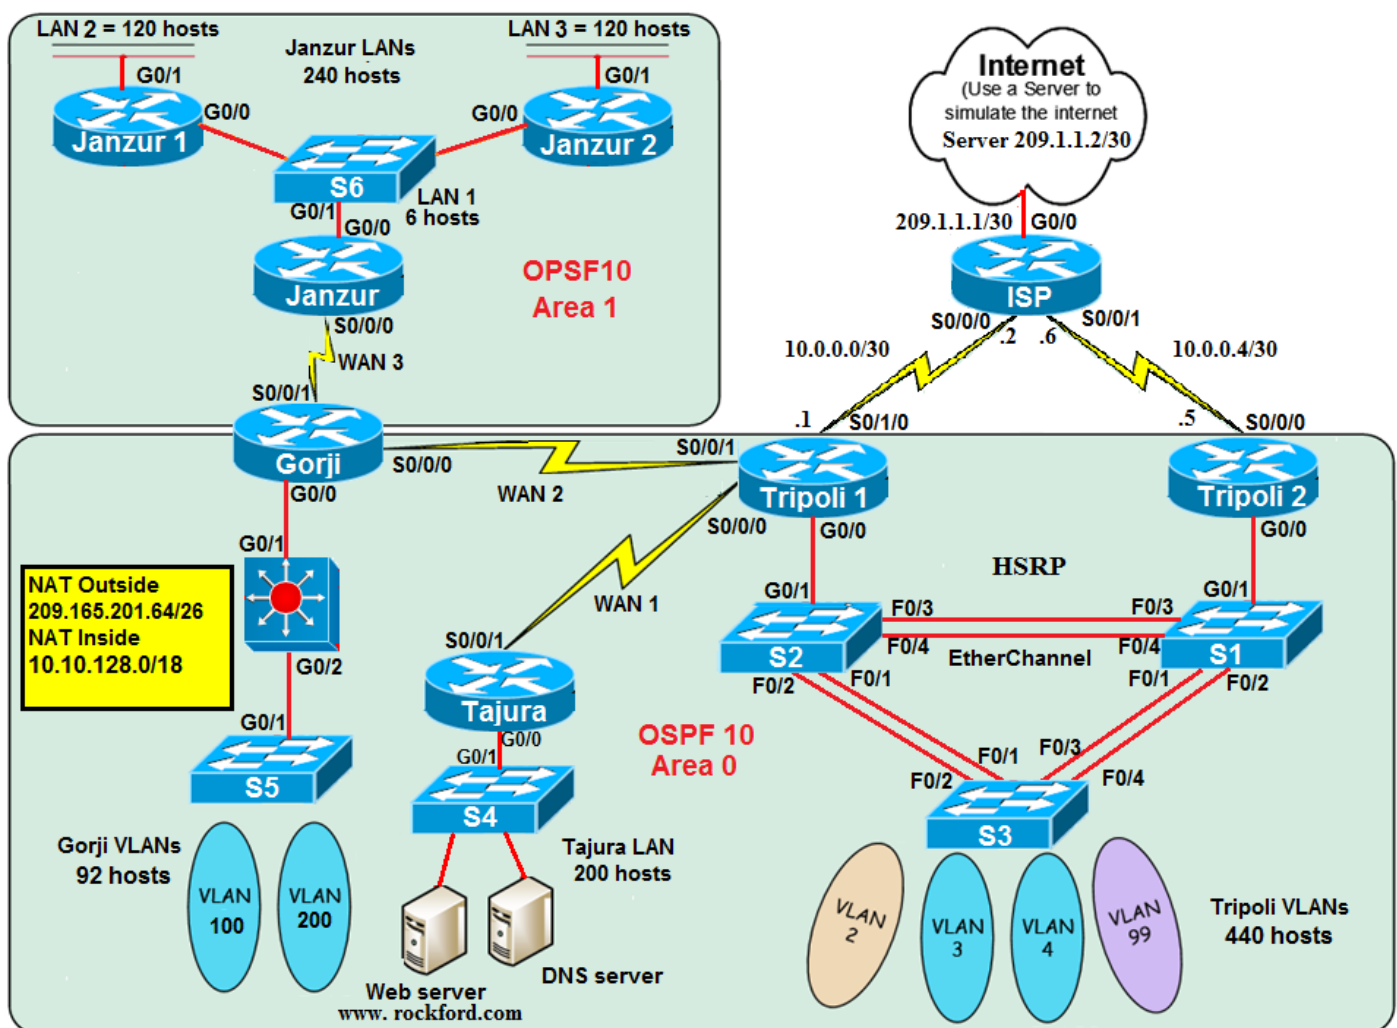 LAN 2 = 120 hosts
G0/1
Janzur 1
G0/0
Janzur LANs
240 hosts
LAN 3 = 120 hosts
G0/1
G0/0
Janzur 2
S6
LAN 1
6 hosts
G0/1
G0/0
Janzur
S0/0/0
WAN 3
OPSF10
Area 1
Internet
(Use a Server to
simulate the internet
Server 209.1.1.2/30
209.1.1.1/30
G0/0
ISP
S0/0/0
.2
.6
S0/0/1
10.0.0.0/30
10.0.0.4/30
.1
S0/1/0
.5
S0/0/0
S0/0/1
Gorji
S0/0/0
G0/0
WAN 2
S0/0/1
Tripoli 1
S0/0/0
G0/0
Tripoli 2
G0/0
HSRP
WAN 1
NAT Outside
209.165.201.64/26
NAT Inside
10.10.128.0/18
G0/1
G0/2
G0/1
S5
Gorji VLANs
92 hosts
VLAN
100
VLAN
200
S0/0/1
Tajura
G0/0
G0/1
S4
Tajura LAN
200 hosts
Web server
www. rockford.com
DNS server
OSPF 10
Area 0
G0/1
S2
F0/3
F0/4
F0/2
F0/1
EtherChannel
G0/1
F0/3
F0/4
S1
F0/1
F0/2
F0/1
F0/2
F0/3
F0/4
S3
VLAN
2
VLAN
3
VLAN
4
VLAN
99
Tripoli VLANs
440 hosts